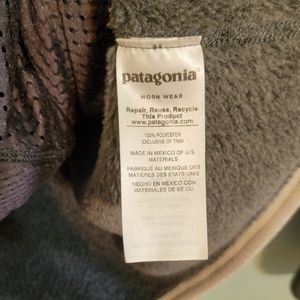 patagonia
WORN WEAR
Repair, Reuse, Recycle
This Product
www.patagonia.com
100% POLYESTER
EXCLUSIVE OF TRIM
MADE IN MEXICO OF U.S.
MATERIALS
FABRIQUÉ AU MEXIQUE DES
MATIÈRES DES ÉTATS UNIS
HECHO EN MÉXICO CON
MATERIALES DE EE UU